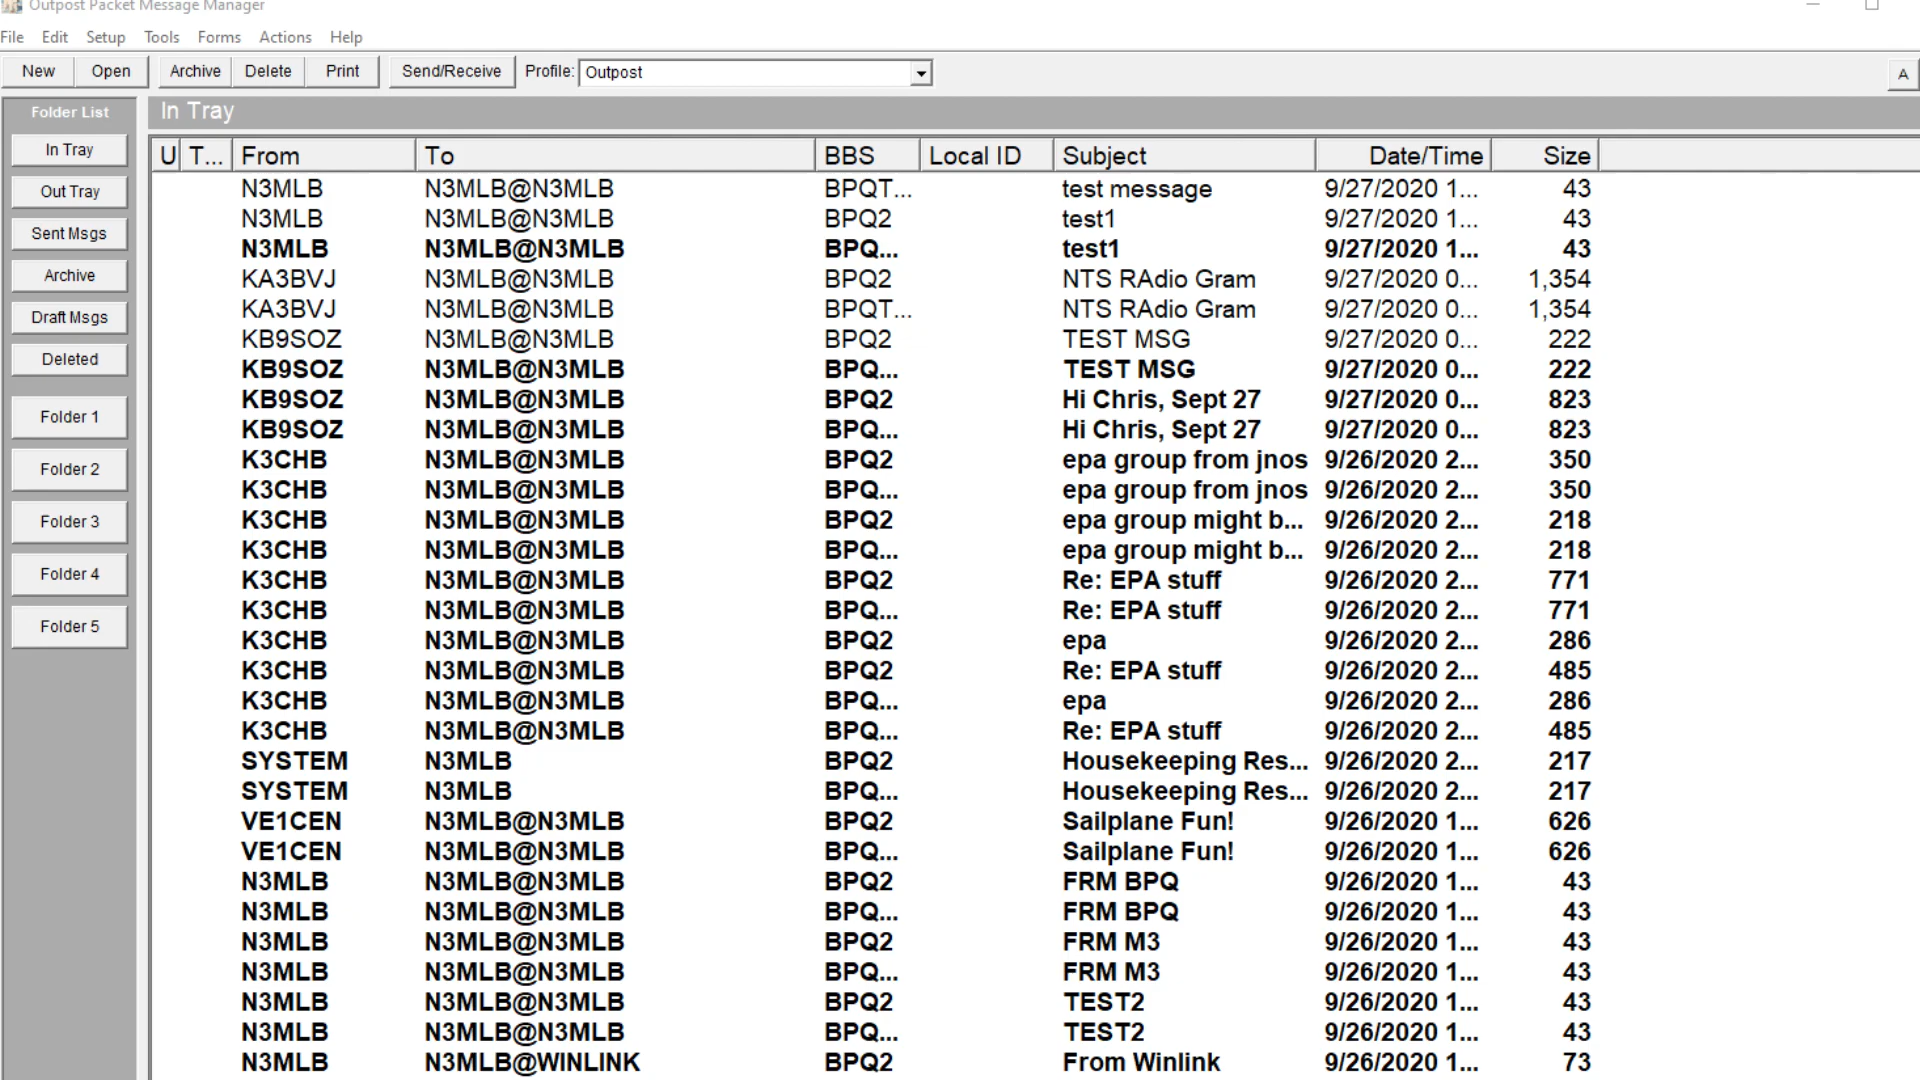 Outpost Packet Message Manager
File Edit Setup Tools Forms Actions Help
New Open Archive Delete Print Send/Receive Profile: Outpost A
Folder List
In Tray
Out Tray
Sent Msgs
Archive
Draft Msgs
Deleted
Folder 1
Folder 2
Folder 3
Folder 4
Folder 5
In Tray
U T... From To BBS Local ID Subject Date/Time Size
N3MLB N3MLB@N3MLB BPQT... test message 9/27/2020 1... 43
N3MLB N3MLB@N3MLB BPQ2 test1 9/27/2020 1... 43
N3MLB N3MLB@N3MLB BPQ... test1 9/27/2020 1... 43
KA3BVJ N3MLB@N3MLB BPQ2 NTS RAdio Gram 9/27/2020 0... 1,354
KA3BVJ N3MLB@N3MLB BPQT... NTS RAdio Gram 9/27/2020 0... 1,354
KB9SOZ N3MLB@N3MLB BPQ2 TEST MSG 9/27/2020 0... 222
KB9SOZ N3MLB@N3MLB BPQ... TEST MSG 9/27/2020 0... 222
KB9SOZ N3MLB@N3MLB BPQ2 Hi Chris, Sept 27 9/27/2020 0... 823
KB9SOZ N3MLB@N3MLB BPQ... Hi Chris, Sept 27 9/27/2020 0... 823
K3CHB N3MLB@N3MLB BPQ2 epa group from jnos 9/26/2020 2... 350
K3CHB N3MLB@N3MLB BPQ... epa group from jnos 9/26/2020 2... 350
K3CHB N3MLB@N3MLB BPQ2 epa group might b... 9/26/2020 2... 218
K3CHB N3MLB@N3MLB BPQ... epa group might b... 9/26/2020 2... 218
K3CHB N3MLB@N3MLB BPQ2 Re: EPA stuff 9/26/2020 2... 771
K3CHB N3MLB@N3MLB BPQ... Re: EPA stuff 9/26/2020 2... 771
K3CHB N3MLB@N3MLB BPQ2 epa 9/26/2020 2... 286
K3CHB N3MLB@N3MLB BPQ2 Re: EPA stuff 9/26/2020 2... 485
K3CHB N3MLB@N3MLB BPQ... epa 9/26/2020 2... 286
K3CHB N3MLB@N3MLB BPQ... Re: EPA stuff 9/26/2020 2... 485
SYSTEM N3MLB BPQ2 Housekeeping Res... 9/26/2020 2... 217
SYSTEM N3MLB BPQ... Housekeeping Res... 9/26/2020 2... 217
VE1CEN N3MLB@N3MLB BPQ2 Sailplane Fun! 9/26/2020 1... 626
VE1CEN N3MLB@N3MLB BPQ... Sailplane Fun! 9/26/2020 1... 626
N3MLB N3MLB@N3MLB BPQ2 FRM BPQ 9/26/2020 1... 43
N3MLB N3MLB@N3MLB BPQ... FRM BPQ 9/26/2020 1... 43
N3MLB N3MLB@N3MLB BPQ2 FRM M3 9/26/2020 1... 43
N3MLB N3MLB@N3MLB BPQ... FRM M3 9/26/2020 1... 43
N3MLB N3MLB@N3MLB BPQ2 TEST2 9/26/2020 1... 43
N3MLB N3MLB@N3MLB BPQ... TEST2 9/26/2020 1... 43
N3MLB N3MLB@WINLINK BPQ2 From Winlink 9/26/2020 1... 73